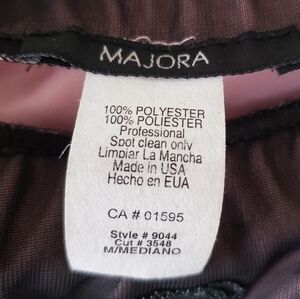 MAJORA
100% POLYESTER
100% POLIESTER
Professional
Spot clean only
Limpiar La Mancha
Made in USA
Hecho en EUA
CA # 01595
Style # 9044
Cut # 3548
M/MEDIANO